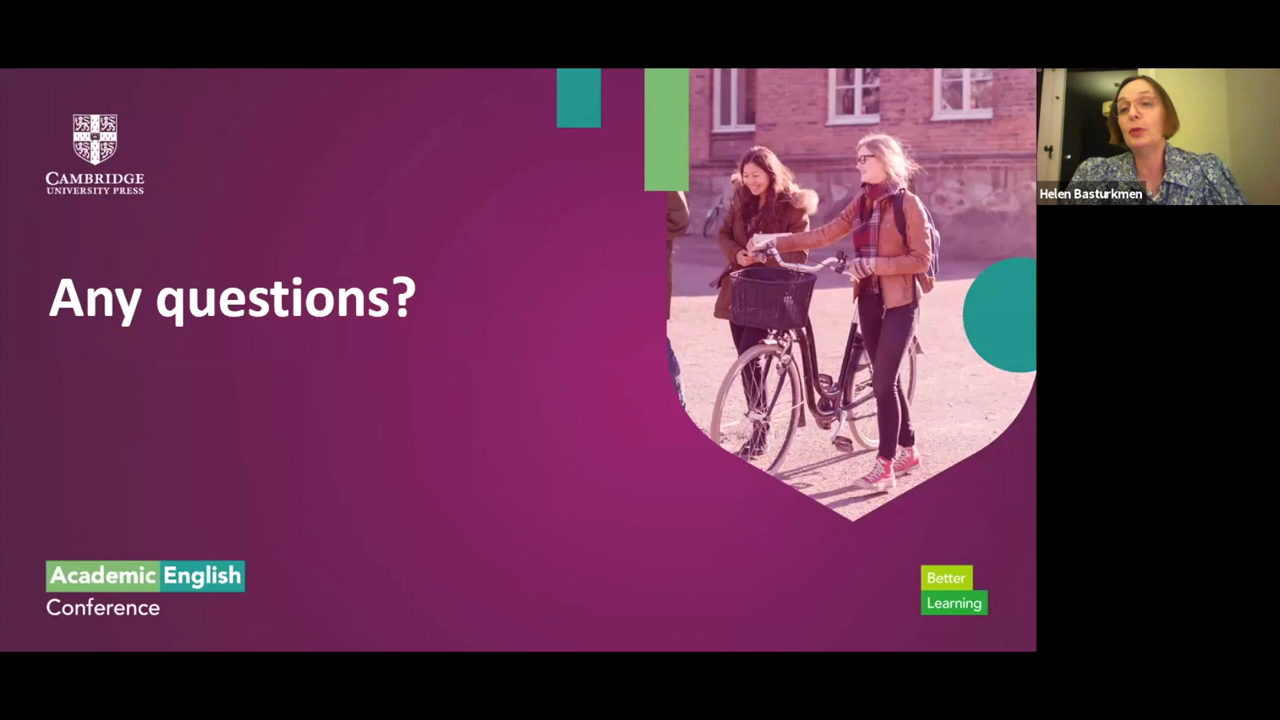 CAMBRIDGE
UNIVERSITY PRESS
Any questions?
Academic English
Conference
Better
Learning
Helen Basturkmen